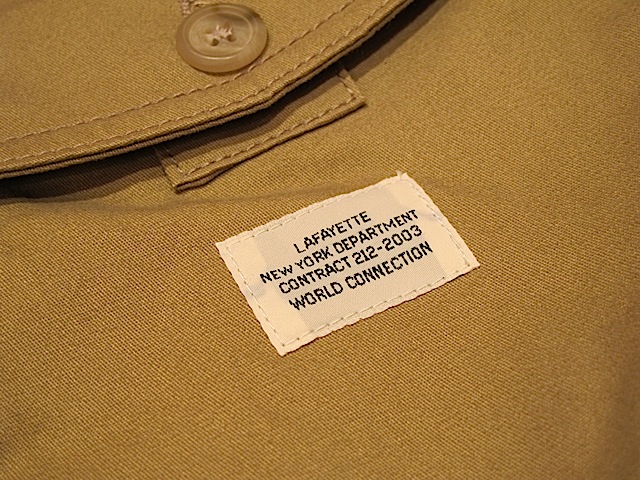 LAFAYETTE
NEW YORK DEPARTMENT
CONTRACT 212-2003
WORLD CONNECTION